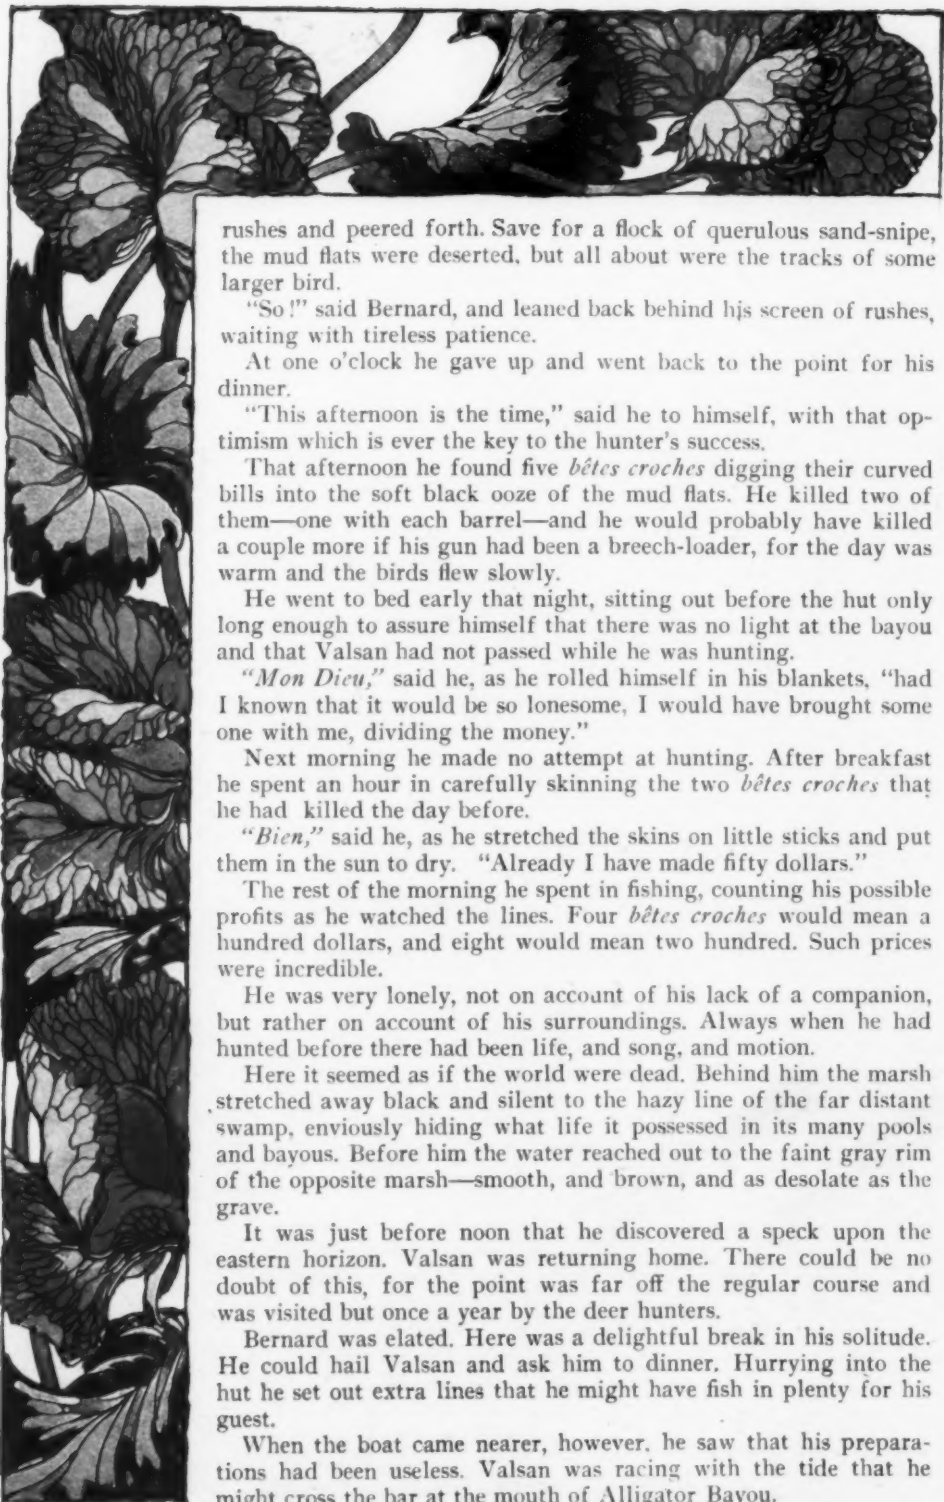 rushes and peered forth. Save for a flock of querulous sand-snipe,
the mud flats were deserted, but all about were the tracks of some
larger bird.
"So!" said Bernard, and leaned back behind his screen of rushes,
waiting with tireless patience.
At one o'clock he gave up and went back to the point for his
dinner.
"This afternoon is the time," said he to himself, with that op-
timism which is ever the key to the hunter's success.
That afternoon he found five bêtes croches digging their curved
bills into the soft black ooze of the mud flats. He killed two of
them—one with each barrel—and he would probably have killed
a couple more if his gun had been a breech-loader, for the day was
warm and the birds flew slowly.
He went to bed early that night, sitting out before the hut only
long enough to assure himself that there was no light at the bayou
and that Valsan had not passed while he was hunting.
"Mon Dieu," said he, as he rolled himself in his blankets, "had
I known that it would be so lonesome, I would have brought some
one with me, dividing the money."
Next morning he made no attempt at hunting. After breakfast
he spent an hour in carefully skinning the two bêtes croches that
he had killed the day before.
"Bien," said he, as he stretched the skins on little sticks and put
them in the sun to dry. "Already I have made fifty dollars."
The rest of the morning he spent in fishing, counting his possible
profits as he watched the lines. Four bêtes croches would mean a
hundred dollars, and eight would mean two hundred. Such prices
were incredible.
He was very lonely, not on account of his lack of a companion,
but rather on account of his surroundings. Always when he had
hunted before there had been life, and song, and motion.
Here it seemed as if the world were dead. Behind him the marsh
stretched away black and silent to the hazy line of the far distant
swamp, enviously hiding what life it possessed in its many pools
and bayous. Before him the water reached out to the faint gray rim
of the opposite marsh—smooth, and brown, and as desolate as the
grave.
It was just before noon that he discovered a speck upon the
eastern horizon. Valsan was returning home. There could be no
doubt of this, for the point was far off the regular course and
was visited but once a year by the deer hunters.
Bernard was elated. Here was a delightful break in his solitude.
He could hail Valsan and ask him to dinner. Hurrying into the
hut he set out extra lines that he might have fish in plenty for his
guest.
When the boat came nearer, however, he saw that his prepara-
tions had been useless. Valsan was racing with the tide that he
might cross the bar at the mouth of Alligator Bayou.